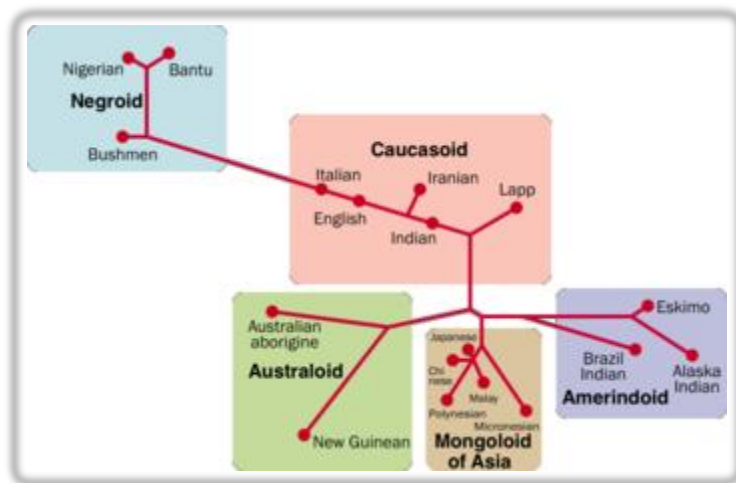 Nigerian
Bantu
Negroid
Bushmen
Caucasoid
Italian
Iranian
Lapp
English
Indian
Australian
aborigine
Australoid
New Guinean
Japanese
Chi
nese
Malay
Polynesian
Micronesian
Mongoloid
of Asia
Eskimo
Brazil
Indian
Alaska
Indian
Amerindoid